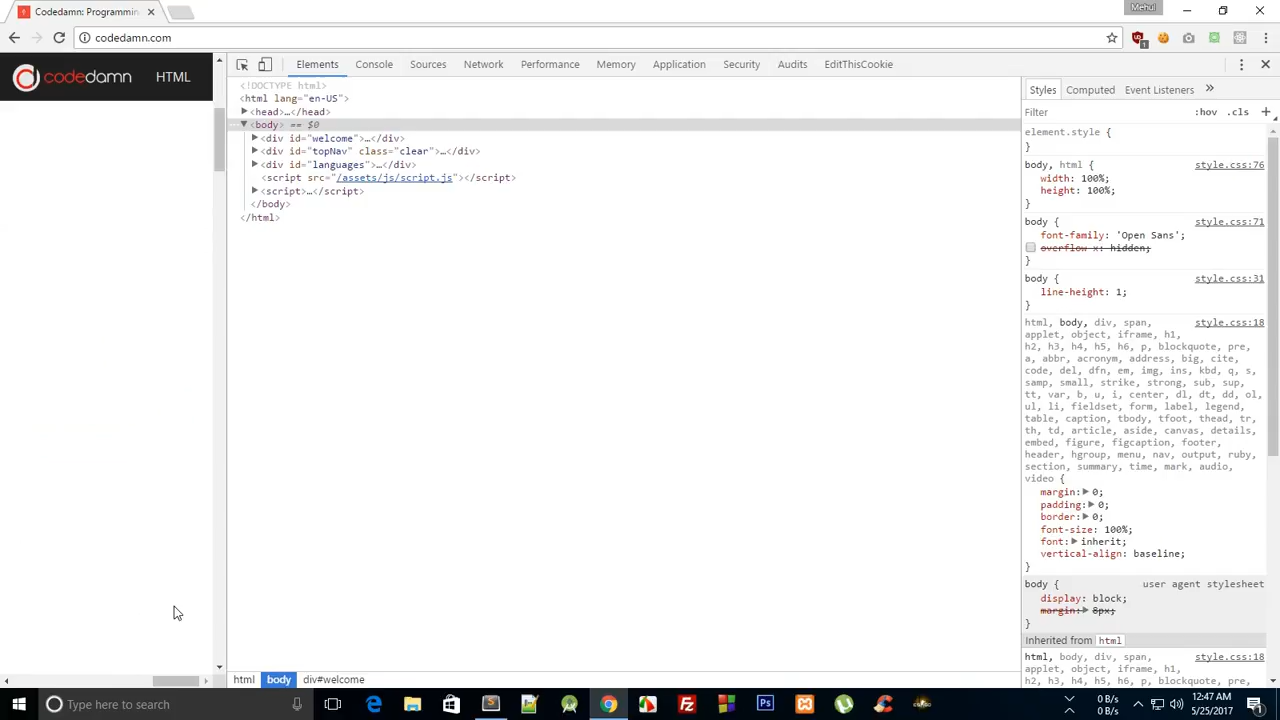 Codedamn: Programmin
Mehul
codedamn.com
1
codedamn HTML
Elements Console Sources Network Performance Memory Application Security Audits EditThisCookie
<!DOCTYPE html>
<html lang="en-US">
<head>…</head>
<body> == $0
<div id="welcome">…</div>
<div id="topNav" class="clear">…</div>
<div id="languages">…</div>
<script src="/assets/js/script.js"></script>
<script>…</script>
</body>
</html>
html body div#welcome
Styles Computed Event Listeners »
Filter :hov .cls +
element.style {
}
body, html { style.css:76
width: 100%;
height: 100%;
}
body { style.css:71
font-family: 'Open Sans';
overflow-x: hidden;
}
body { style.css:31
line-height: 1;
}
html, body, div, span, style.css:18
applet, object, iframe, h1,
h2, h3, h4, h5, h6, p, blockquote, pre,
a, abbr, acronym, address, big, cite,
code, del, dfn, em, img, ins, kbd, q, s,
samp, small, strike, strong, sub, sup,
tt, var, b, u, i, center, dl, dt, dd, ol,
ul, li, fieldset, form, label, legend,
table, caption, tbody, tfoot, thead, tr,
th, td, article, aside, canvas, details,
embed, figure, figcaption, footer,
header, hgroup, menu, nav, output, ruby,
section, summary, time, mark, audio,
video {
margin: 0;
padding: 0;
border: 0;
font-size: 100%;
font: inherit;
vertical-align: baseline;
}
body { user agent stylesheet
display: block;
margin: 8px;
}
Inherited from html
html, body, div, span, style.css:18
applet, object, iframe, h1,
h2, h3, h4, h5, h6, p, blockquote, pre,
Type here to search
0 B/s
0 B/s
12:47 AM
5/25/2017